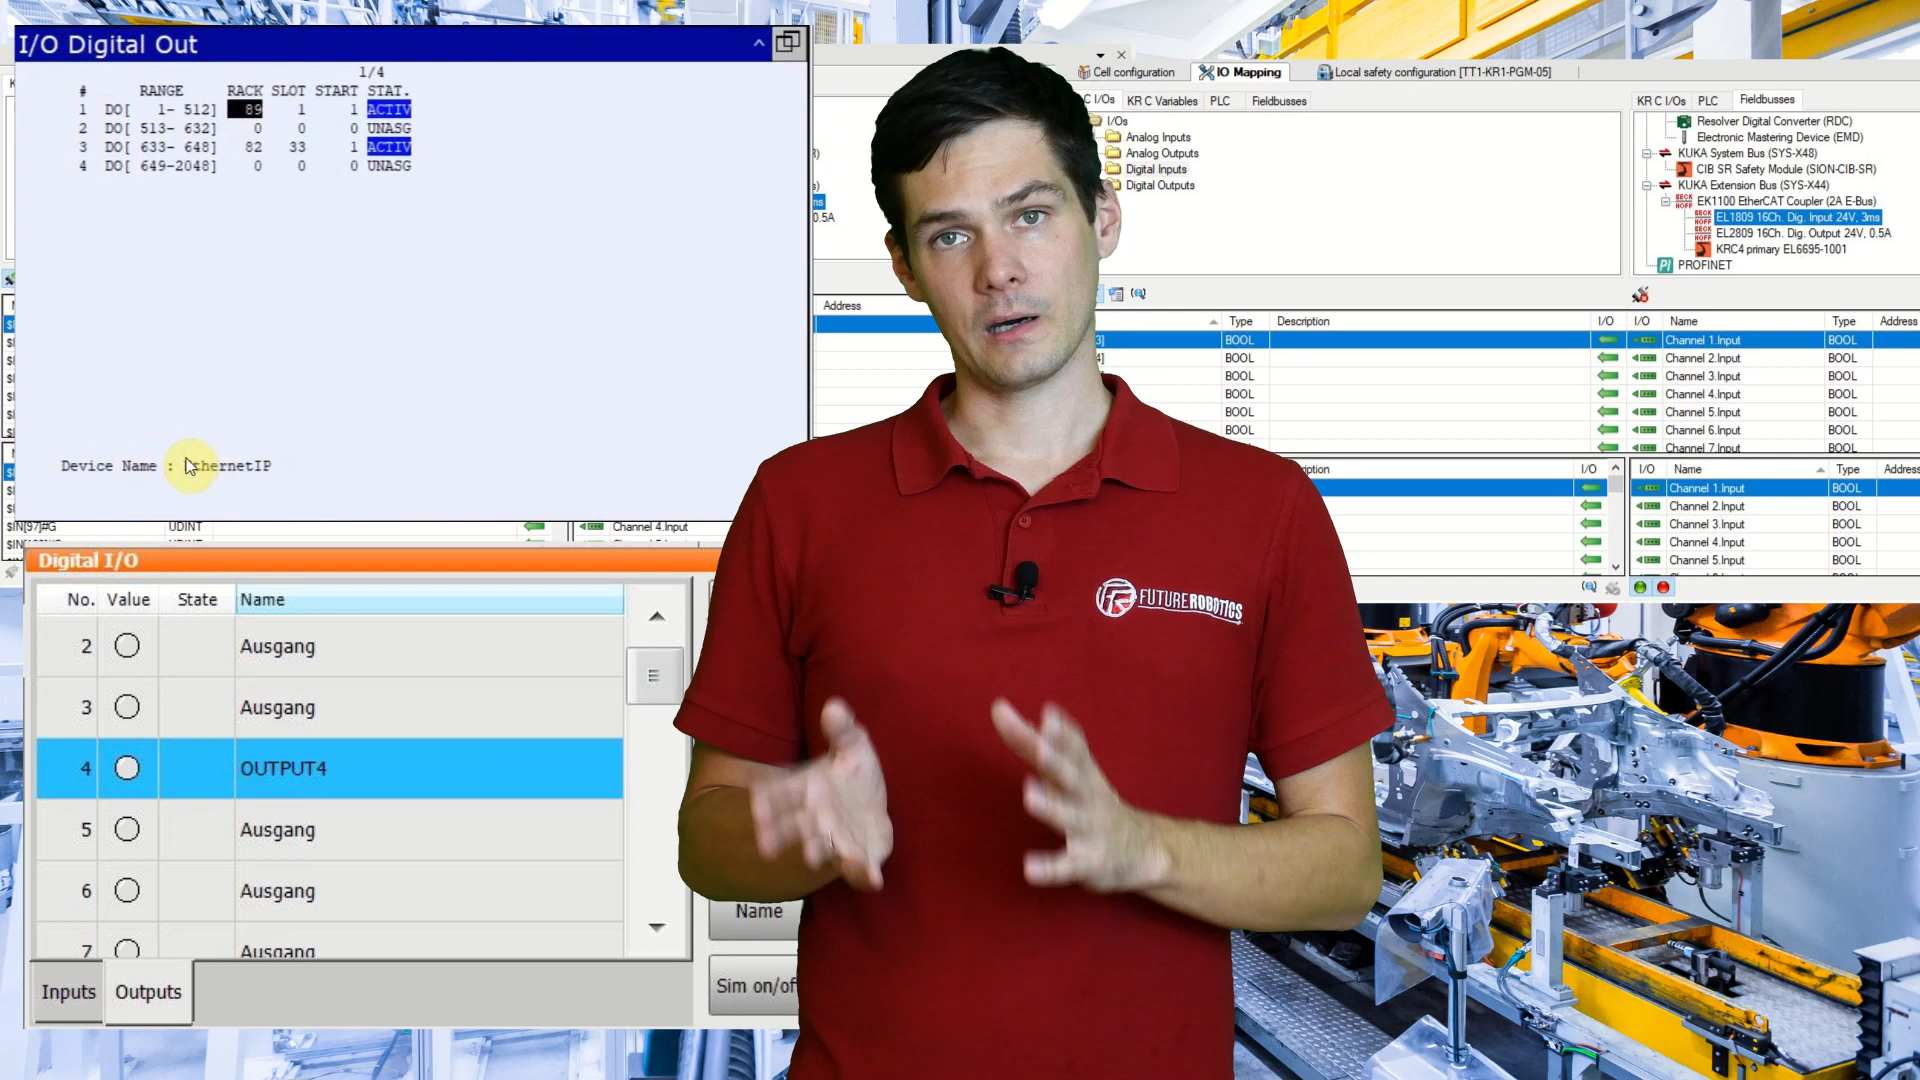 I/O Digital Out
1/4
# RANGE RACK SLOT START STAT.
1 DO[ 1- 512] 89 1 1 ACTIV
2 DO[ 513- 632] 0 0 0 UNASG
3 DO[ 633- 648] 82 33 1 ACTIV
4 DO[ 649-2048] 0 0 0 UNASG
Device Name : EthernetIP
$IN[97]#G UDINT
Channel 4.Input
Digital I/O
No. Value State Name
2 Ausgang
3 Ausgang
4 OUTPUT4
5 Ausgang
6 Ausgang
7 Ausgang
Inputs Outputs
Name
Sim on/off
0.5A
Address
Cell configuration IO Mapping Local safety configuration [TT1-KR1-PGM-05]
C I/Os KR C Variables PLC Fieldbusses
I/Os
Analog Inputs
Analog Outputs
Digital Inputs
Digital Outputs
KR C I/Os PLC Fieldbusses
Resolver Digital Converter (RDC)
Electronic Mastering Device (EMD)
KUKA System Bus (SYS-X48)
CIB SR Safety Module (SION-CIB-SR)
KUKA Extension Bus (SYS-X44)
EK1100 EtherCAT Coupler (2A E-Bus)
EL1809 16Ch. Dig. Input 24V, 3ms
EL2809 16Ch. Dig. Output 24V, 0.5A
KRC4 primary EL6695-1001
PROFINET
Type Description I/O
3] BOOL
4] BOOL
BOOL
BOOL
BOOL
BOOL
I/O Name Type Address
Channel 1.Input BOOL
Channel 2.Input BOOL
Channel 3.Input BOOL
Channel 4.Input BOOL
Channel 5.Input BOOL
Channel 6.Input BOOL
Channel 7.Input BOOL
ription I/O
I/O Name Type Address
Channel 1.Input BOOL
Channel 2.Input BOOL
Channel 3.Input BOOL
Channel 4.Input BOOL
Channel 5.Input BOOL
FUTUREROBOTICS